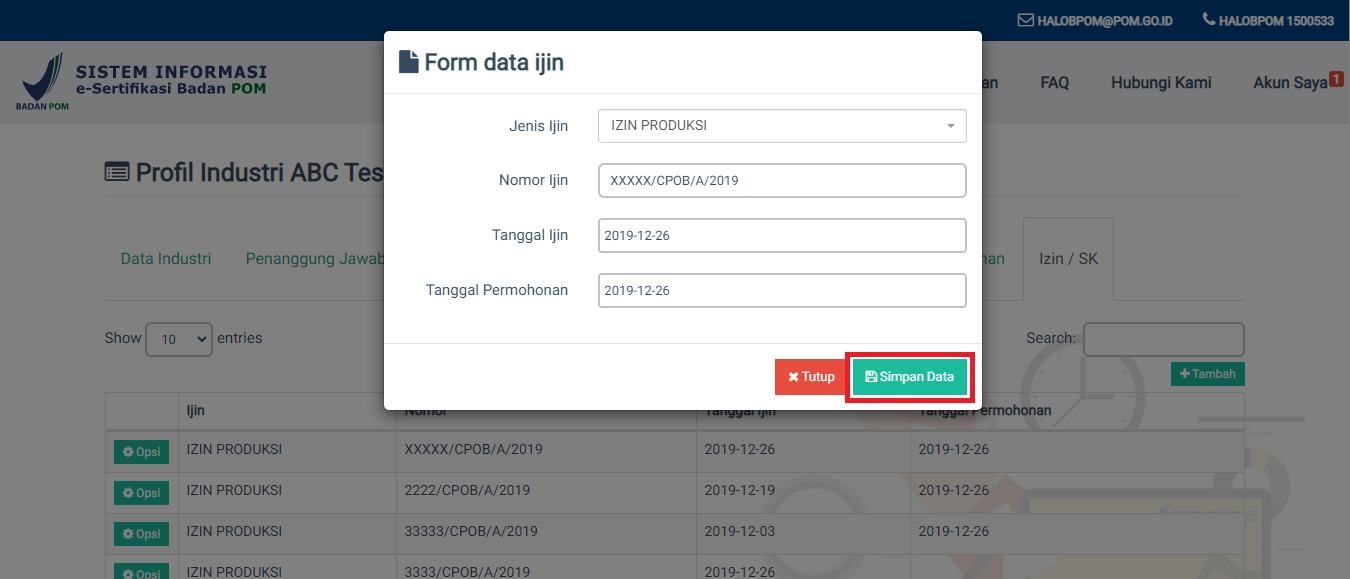 HALOBPOM@POM.GO.ID HALOBPOM 1500533
SISTEM INFORMASI
e-Sertifikasi Badan POM
BADAN POM
an FAQ Hubungi Kami Akun Saya 1
Form data ijin
Jenis Ijin IZIN PRODUKSI
Nomor Ijin XXXXX/CPOB/A/2019
Tanggal Ijin 2019-12-26
Tanggal Permohonan 2019-12-26
Tutup Simpan Data
Profil Industri ABC Tes
Data Industri Penanggung Jawab nan Izin / SK
Show 10 entries Search:
Tambah
Ijin Nomor Tanggal Ijin Tanggal Permohonan
Opsi IZIN PRODUKSI XXXXX/CPOB/A/2019 2019-12-26 2019-12-26
Opsi IZIN PRODUKSI 2222/CPOB/A/2019 2019-12-19 2019-12-26
Opsi IZIN PRODUKSI 33333/CPOB/A/2019 2019-12-03 2019-12-26
Opsi IZIN PRODUKSI 3333/CPOB/A/2019 2019-12-26